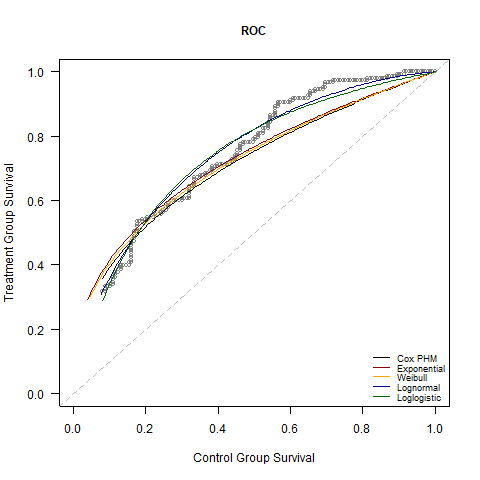 ROC
Treatment Group Survival
1.0
0.8
0.6
0.4
0.2
0.0
Cox PHM
Exponential
Weibull
Lognormal
Loglogistic
0.0 0.2 0.4 0.6 0.8 1.0
Control Group Survival